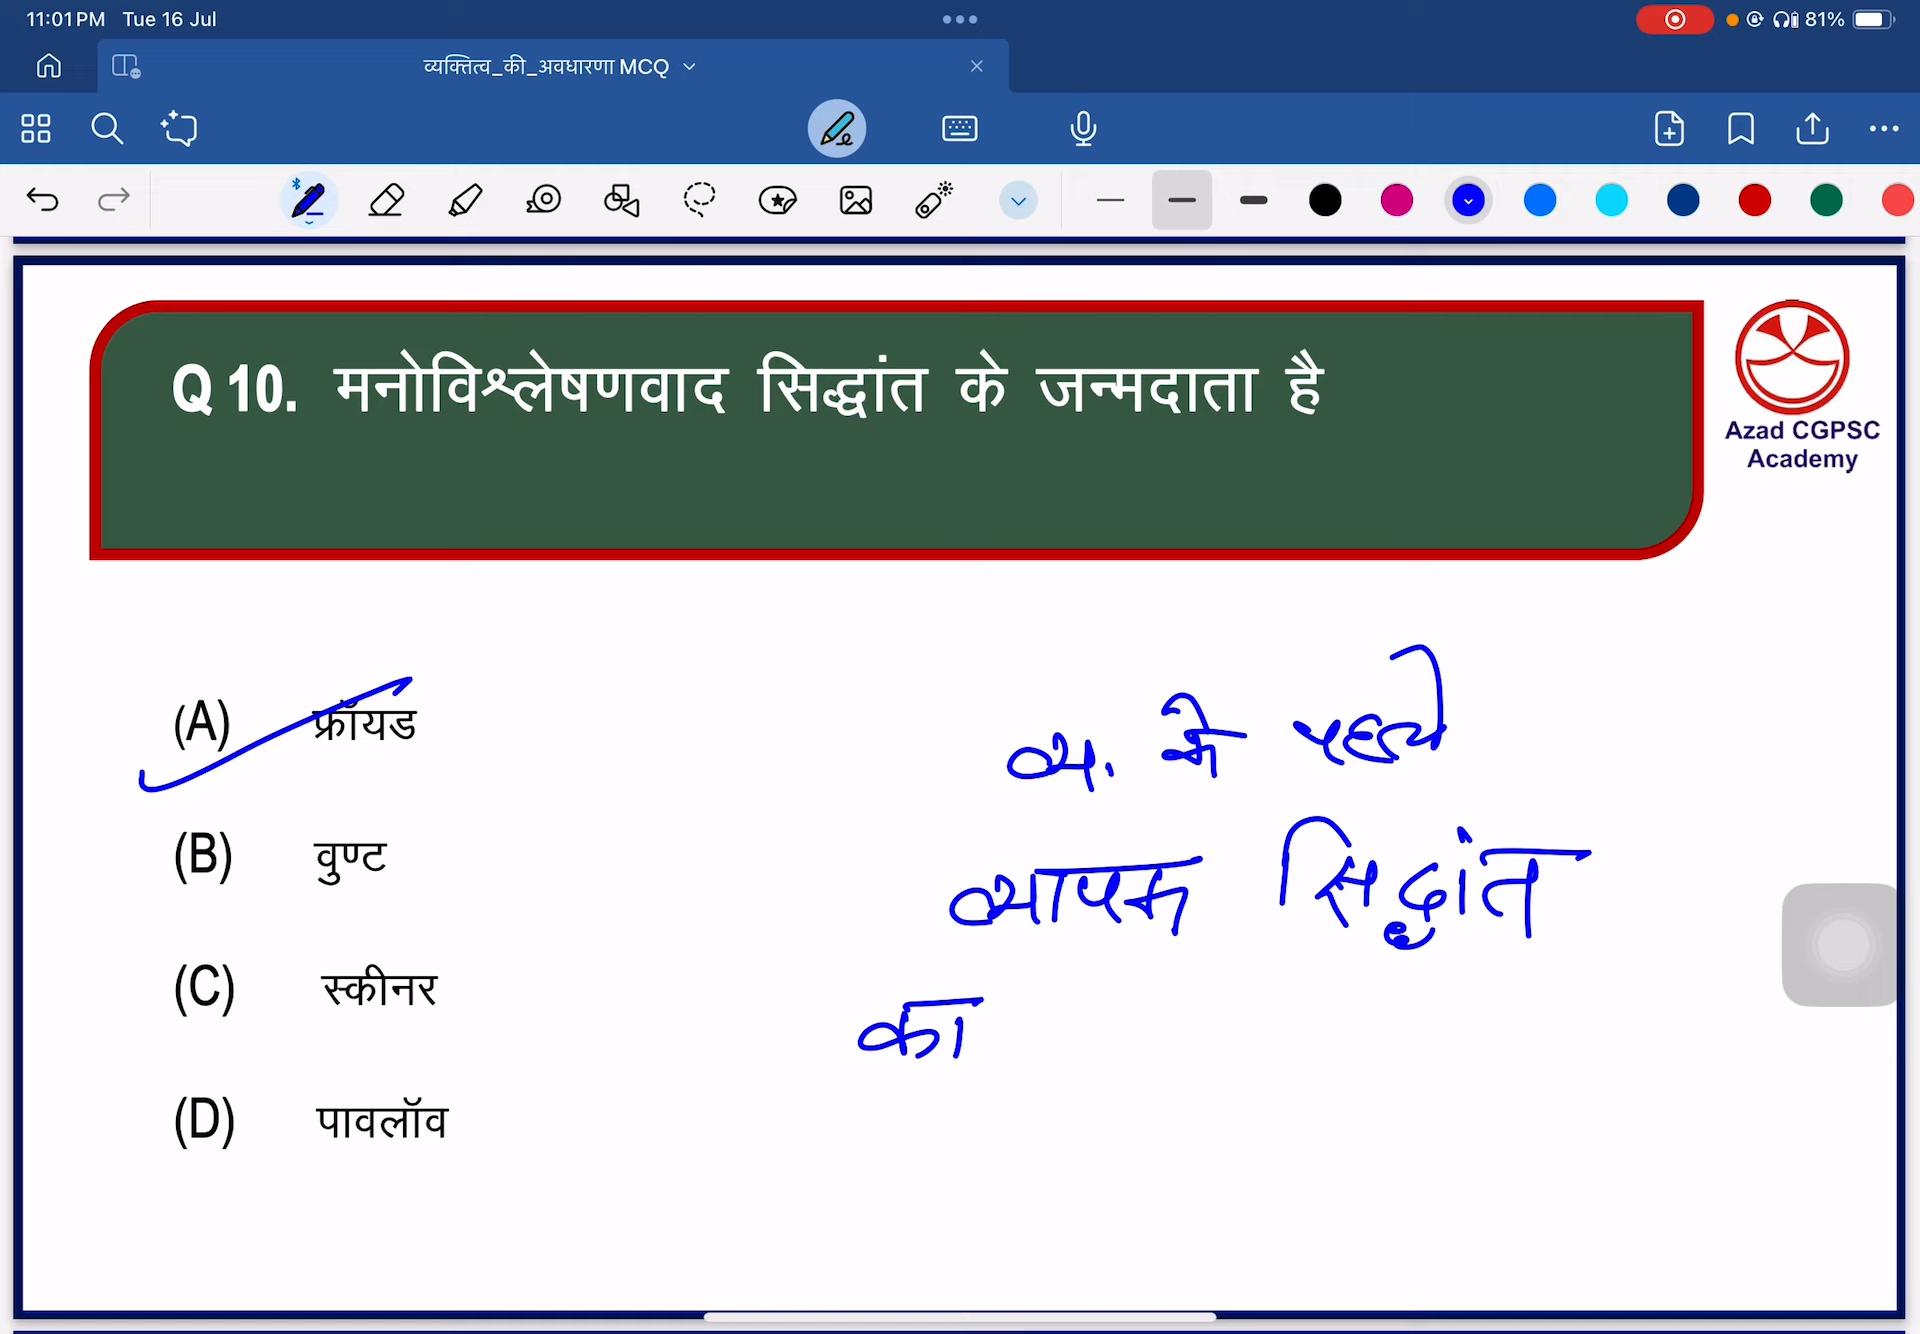 11:01 PM Tue 16 Jul
81%
व्यक्तित्व_की_अवधारणा MCQ
Q 10. मनोविश्लेषणवाद सिद्धांत के जन्मदाता है
Azad CGPSC
Academy
(A) फ्रॉयड
(B) वुण्ट
(C) स्कीनर
(D) पावलॉव
व्य. मे पहले
व्यापक सिद्धांत
का